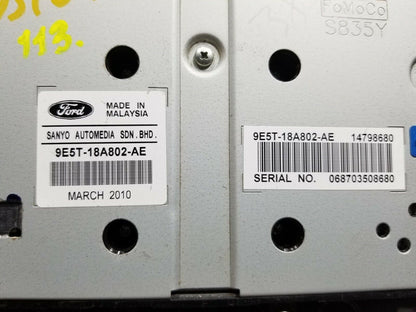 113.
FoMoCo
S835Y
Ford
MADE IN
MALAYSIA
SANYO AUTOMEDIA SDN. BHD.
9E5T-18A802-AE
MARCH 2010
9E5T-18A802-AE 14798680
SERIAL NO. 068703508680